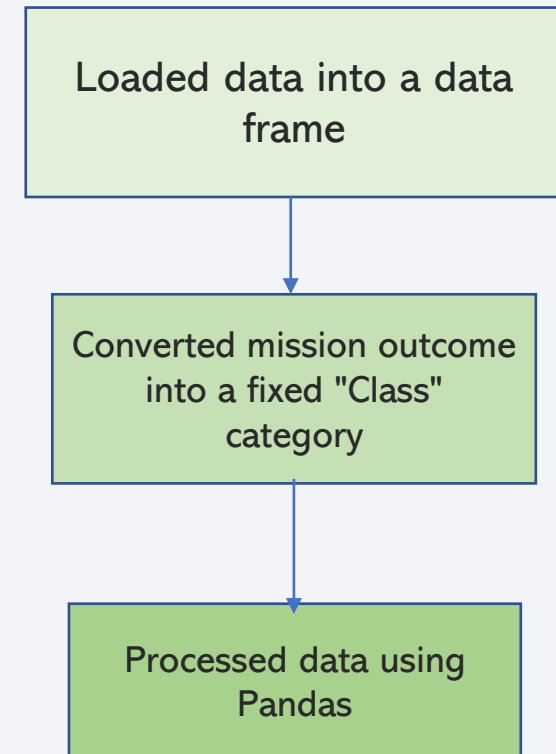 Loaded data into a data
frame
Converted mission outcome
into a fixed "Class"
category
Processed data using
Pandas